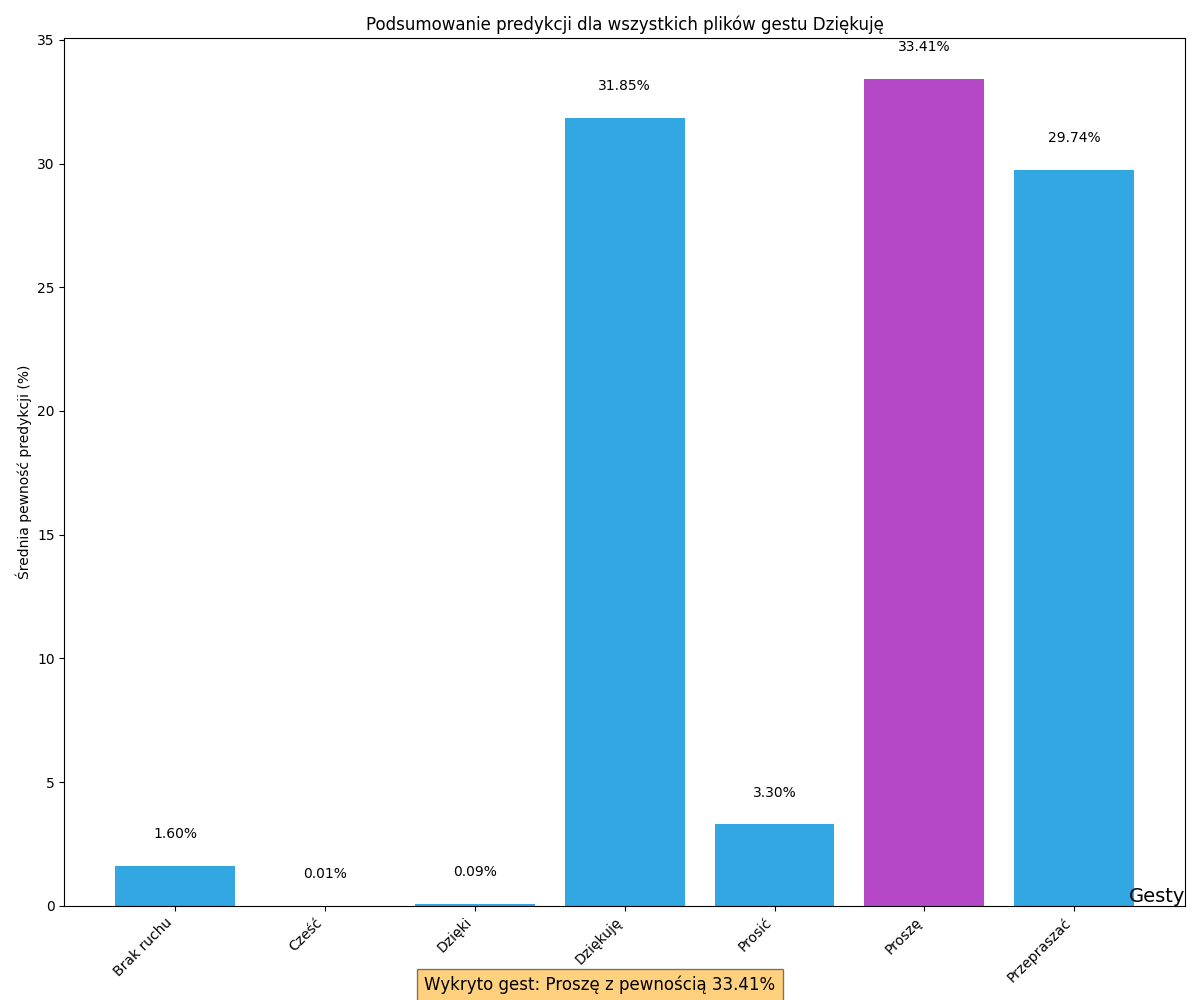 Podsumowanie predykcji dla wszystkich plików gestu Dziękuję
Średnia pewność predykcji (%)
35
30
25
20
15
10
5
0
1.60%
0.01%
0.09%
31.85%
3.30%
33.41%
29.74%
Brak ruchu
Cześć
Dzięki
Dziękuję
Prosić
Proszę
Przepraszać
Gesty
Wykryto gest: Proszę z pewnością 33.41%